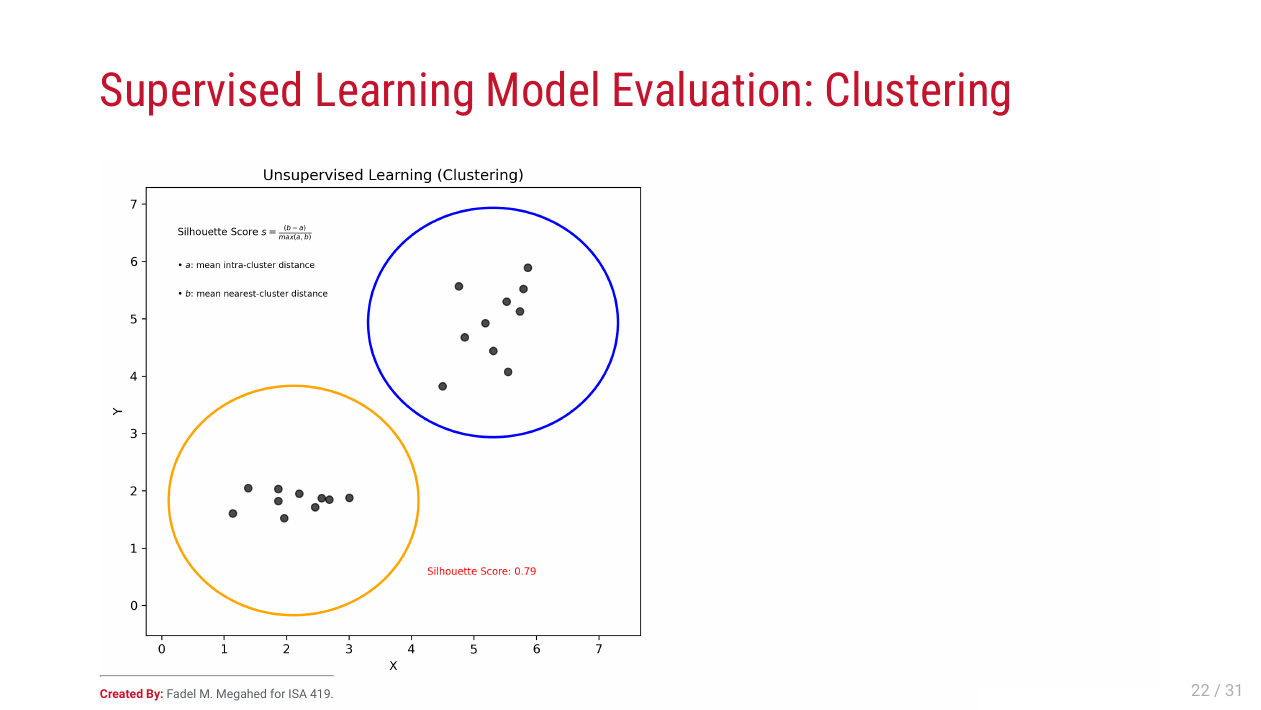 Supervised Learning Model Evaluation: Clustering
Unsupervised Learning (Clustering)
Silhouette Score s = (b − a) / max(a, b)
• a: mean intra-cluster distance
• b: mean nearest-cluster distance
Silhouette Score: 0.79
7
6
5
4
3
2
1
0
Y
0 1 2 3 4 5 6 7
X
Created By: Fadel M. Megahed for ISA 419.
22 / 31